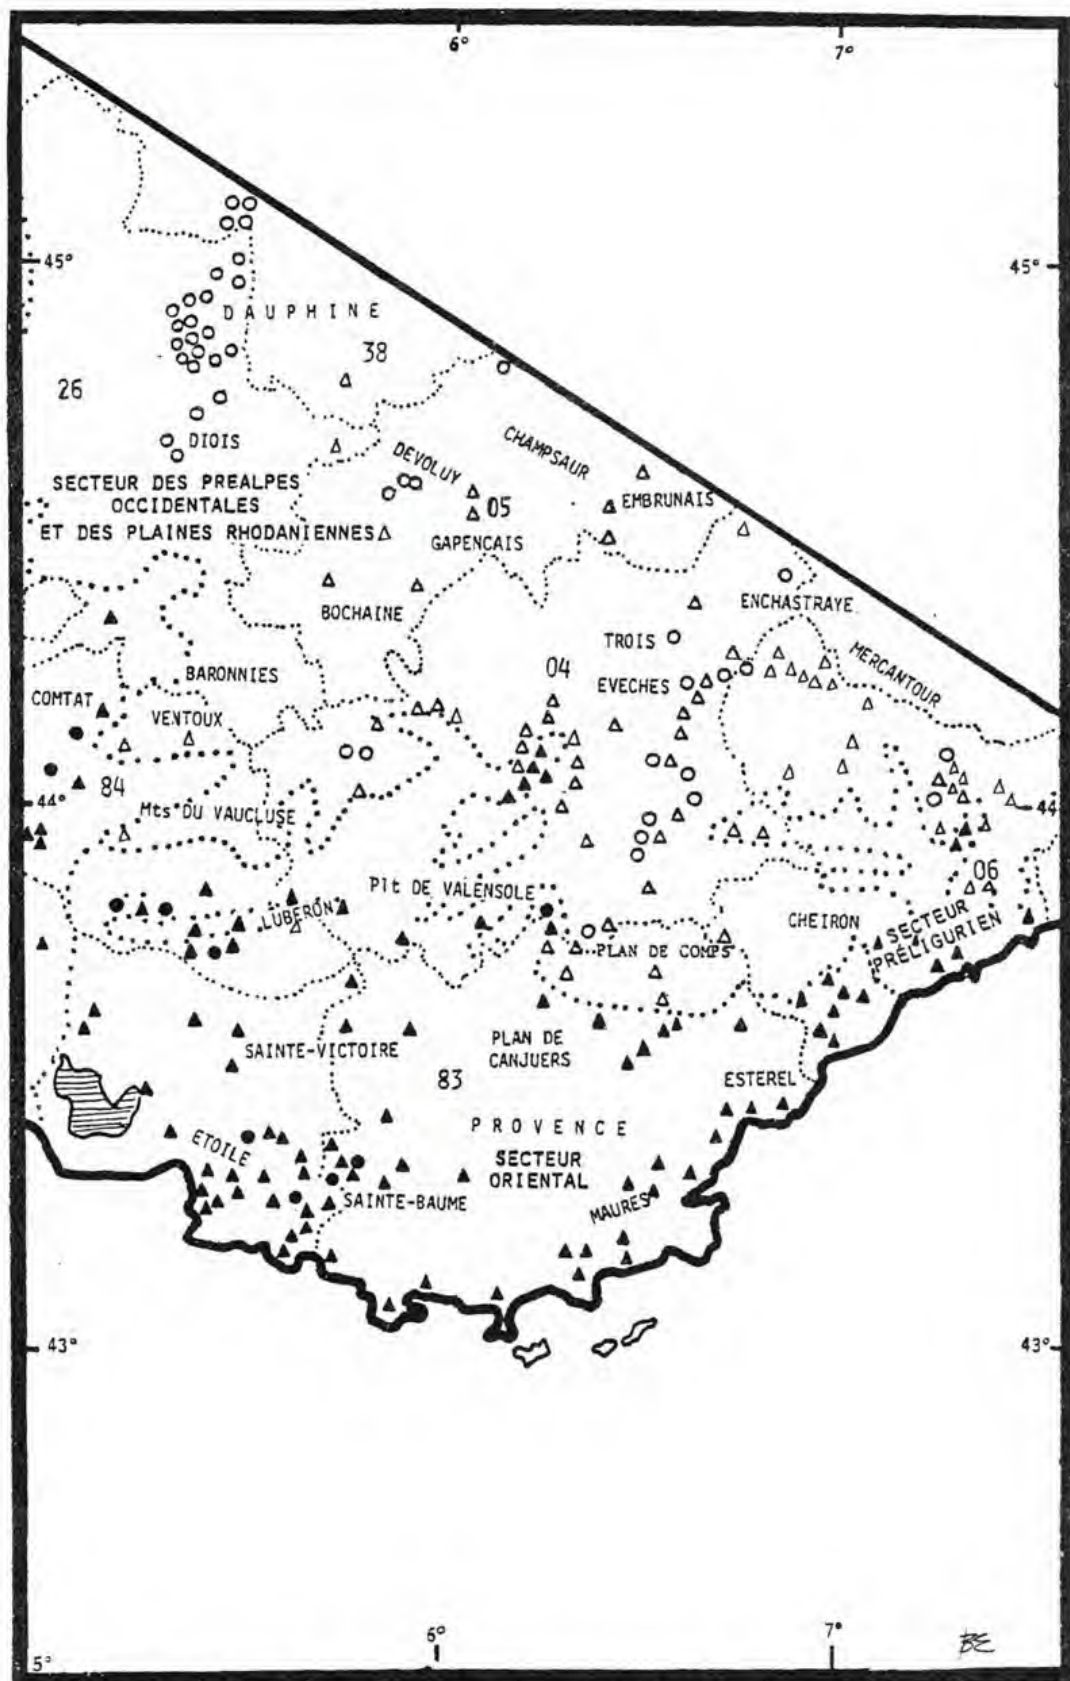 6°
7°
45°
45°
DAUPHINE
38
26
DIOIS
DEVOLUY
CHAMPSAUR
SECTEUR DES PREALPES
OCCIDENTALES
ET DES PLAINES RHODANIENNES
05
EMBRUNAIS
GAPENCAIS
BOCHAINE
ENCHASTRAYE
TROIS
EVECHES
MERCANTOUR
04
BARONNIES
COMTAT
VENTOUX
84
44°
44°
Mts DU VAUCLUSE
Plt DE VALENSOLE
LUBERON
06
CHEIRON
SECTEUR
PRÉLIGURIEN
PLAN DE COMPS
SAINTE-VICTOIRE
PLAN DE
CANJUERS
83
ESTEREL
PROVENCE
ETOILE
SECTEUR
ORIENTAL
SAINTE-BAUME
MAURES
43°
43°
5°
6°
7°
BE